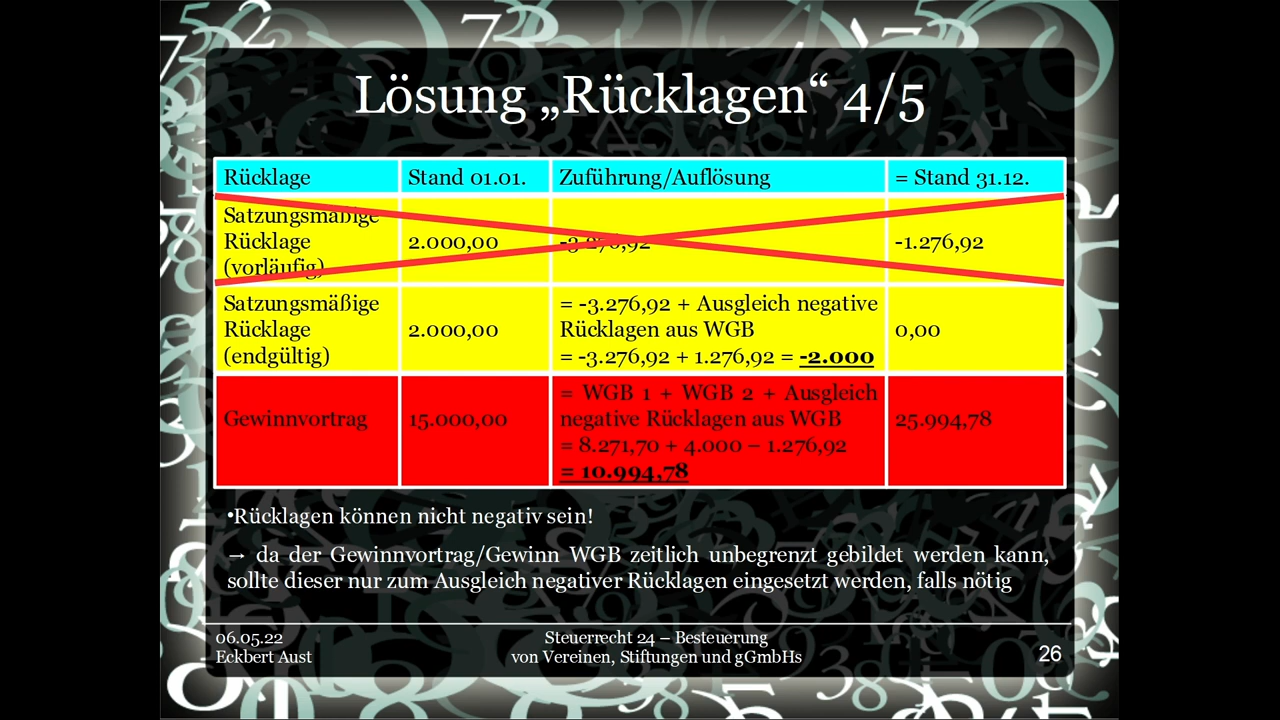 Lösung „Rücklagen“ 4/5
Rücklage Stand 01.01. Zuführung/Auflösung = Stand 31.12.
Satzungsmäßige
Rücklage
(vorläufig)
2.000,00 -3.276,92 -1.276,92
Satzungsmäßige
Rücklage
(endgültig)
2.000,00
= -3.276,92 + Ausgleich negative
Rücklagen aus WGB
= -3.276,92 + 1.276,92 = -2.000
0,00
Gewinnvortrag 15.000,00
= WGB 1 + WGB 2 + Ausgleich
negative Rücklagen aus WGB
= 8.271,70 + 4.000 – 1.276,92
= 10.994,78
25.994,78
•Rücklagen können nicht negativ sein!
→ da der Gewinnvortrag/Gewinn WGB zeitlich unbegrenzt gebildet werden kann,
sollte dieser nur zum Ausgleich negativer Rücklagen eingesetzt werden, falls nötig
06.05.22
Eckbert Aust
Steuerrecht 24 – Besteuerung
von Vereinen, Stiftungen und gGmbHs
26